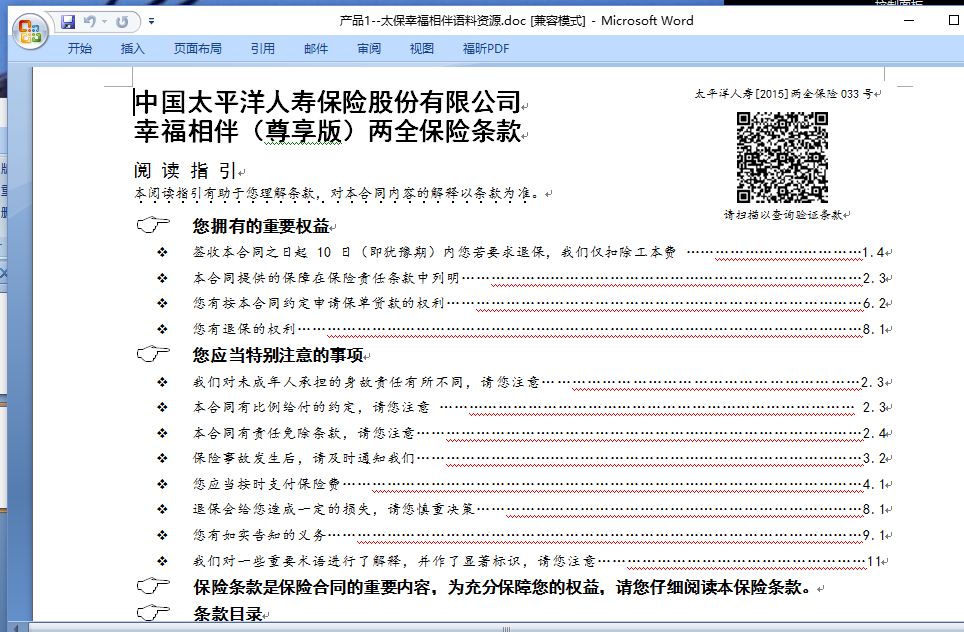 产品1--太保幸福相伴语料资源.doc [兼容模式] - Microsoft Word
开始 插入 页面布局 引用 邮件 审阅 视图 福昕PDF
太平洋人寿[2015]两全保险 033 号
中国太平洋人寿保险股份有限公司
幸福相伴（尊享版）两全保险条款
阅 读 指 引
本阅读指引有助于您理解条款，对本合同内容的解释以条款为准。
请扫描以查询验证条款
您拥有的重要权益
❖ 签收本合同之日起 10 日（即犹豫期）内您若要求退保，我们仅扣除工本费 ……………………………1.4
❖ 本合同提供的保障在保险责任条款中列明……………………………………………………………………2.3
❖ 您有按本合同约定申请保单贷款的权利………………………………………………………………………6.2
❖ 您有退保的权利………………………………………………………………………………………………8.1
您应当特别注意的事项
❖ 我们对未成年人承担的身故责任有所不同，请您注意………………………………………………………2.3
❖ 本合同有比例给付的约定，请您注意 ……………………………………………………………………… 2.3
❖ 本合同有责任免除条款，请您注意……………………………………………………………………………2.4
❖ 保险事故发生后，请及时通知我们……………………………………………………………………………3.2
❖ 您应当按时支付保险费…………………………………………………………………………………………4.1
❖ 退保会给您造成一定的损失，请您慎重决策…………………………………………………………………8.1
❖ 您有如实告知的义务……………………………………………………………………………………………9.1
❖ 我们对一些重要术语进行了解释，并作了显著标识，请您注意……………………………………………11
保险条款是保险合同的重要内容，为充分保障您的权益，请您仔细阅读本保险条款。
条款目录